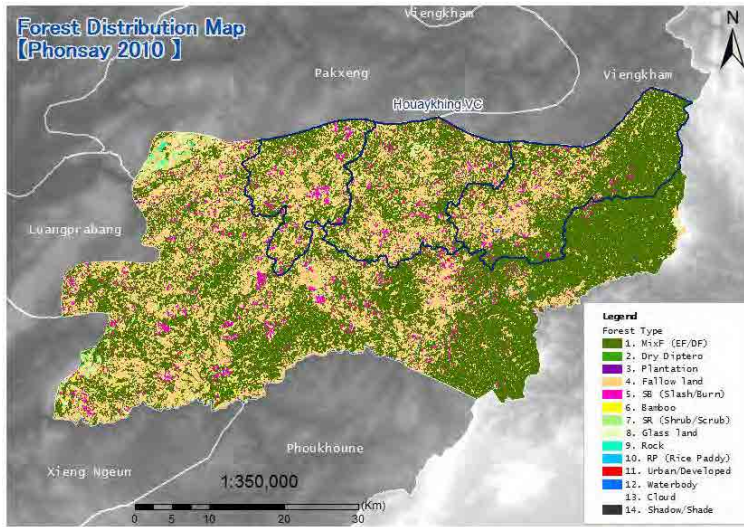 Forest Distribution Map
【Phonsay 2010 】
Viengkham
N
Pakxeng
Viengkham
Houaykhing VC
Luangprabang
Legend
Forest Type
1. MixF (EF/DF)
2. Dry Diptero
3. Plantation
4. Fallow land
5. SB (Slash/Burn)
6. Bamboo
7. SR (Shrub/Scrub)
8. Glass land
9. Rock
10. RP (Rice Paddy)
11. Urban/Developed
12. Waterbody
13. Cloud
14. Shadow/Shade
Phoukhoune
Xieng Ngeun
1:350,000
(Km)
0 5 10 20 30